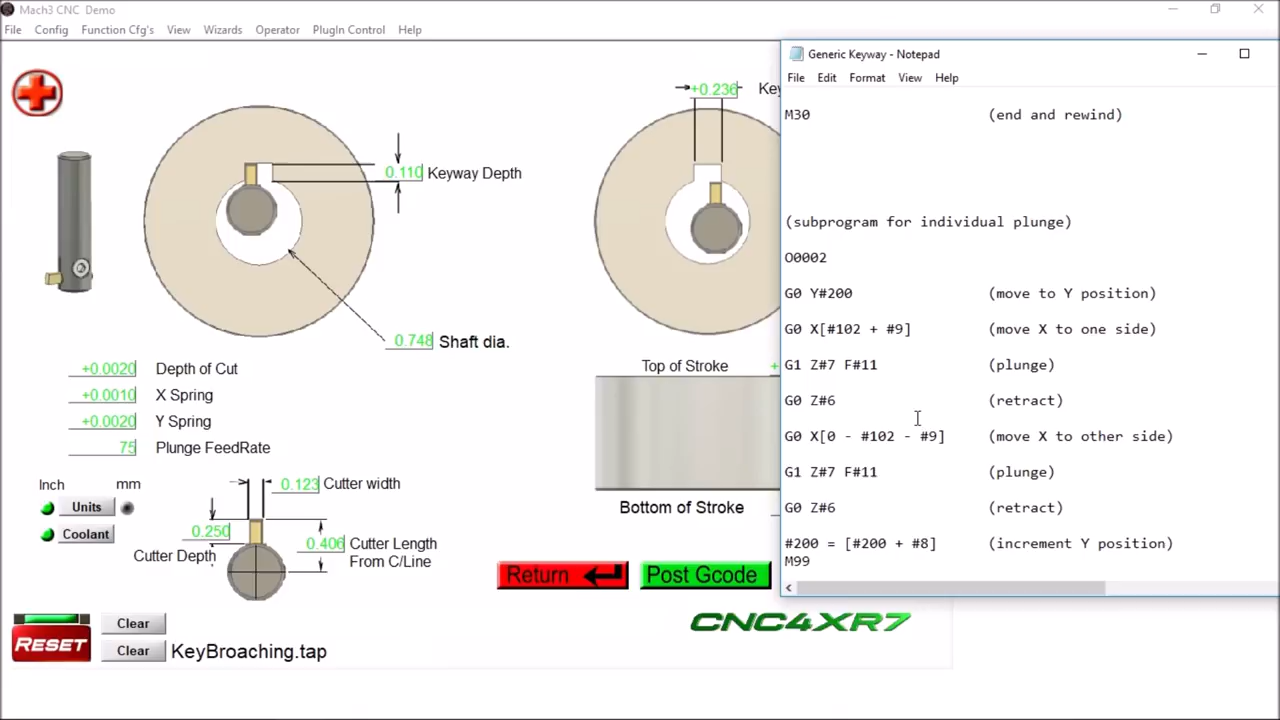 Mach3 CNC Demo
File Config Function Cfg's View Wizards Operator PlugIn Control Help
+0.236
0.110 Keyway Depth
0.748 Shaft dia.
+0.0020 Depth of Cut
+0.0010 X Spring
+0.0020 Y Spring
75 Plunge FeedRate
Inch mm
Units
Coolant
0.123 Cutter width
0.250
Cutter Depth
0.406 Cutter Length
From C/Line
Top of Stroke
Bottom of Stroke
Return
Post Gcode
CNC4XR7
RESET
Clear
Clear
KeyBroaching.tap
Generic Keyway - Notepad
File Edit Format View Help
M30 (end and rewind)
(subprogram for individual plunge)
O0002
G0 Y#200 (move to Y position)
G0 X[#102 + #9] (move X to one side)
G1 Z#7 F#11 (plunge)
G0 Z#6 (retract)
G0 X[0 - #102 - #9] (move X to other side)
G1 Z#7 F#11 (plunge)
G0 Z#6 (retract)
#200 = [#200 + #8] (increment Y position)
M99